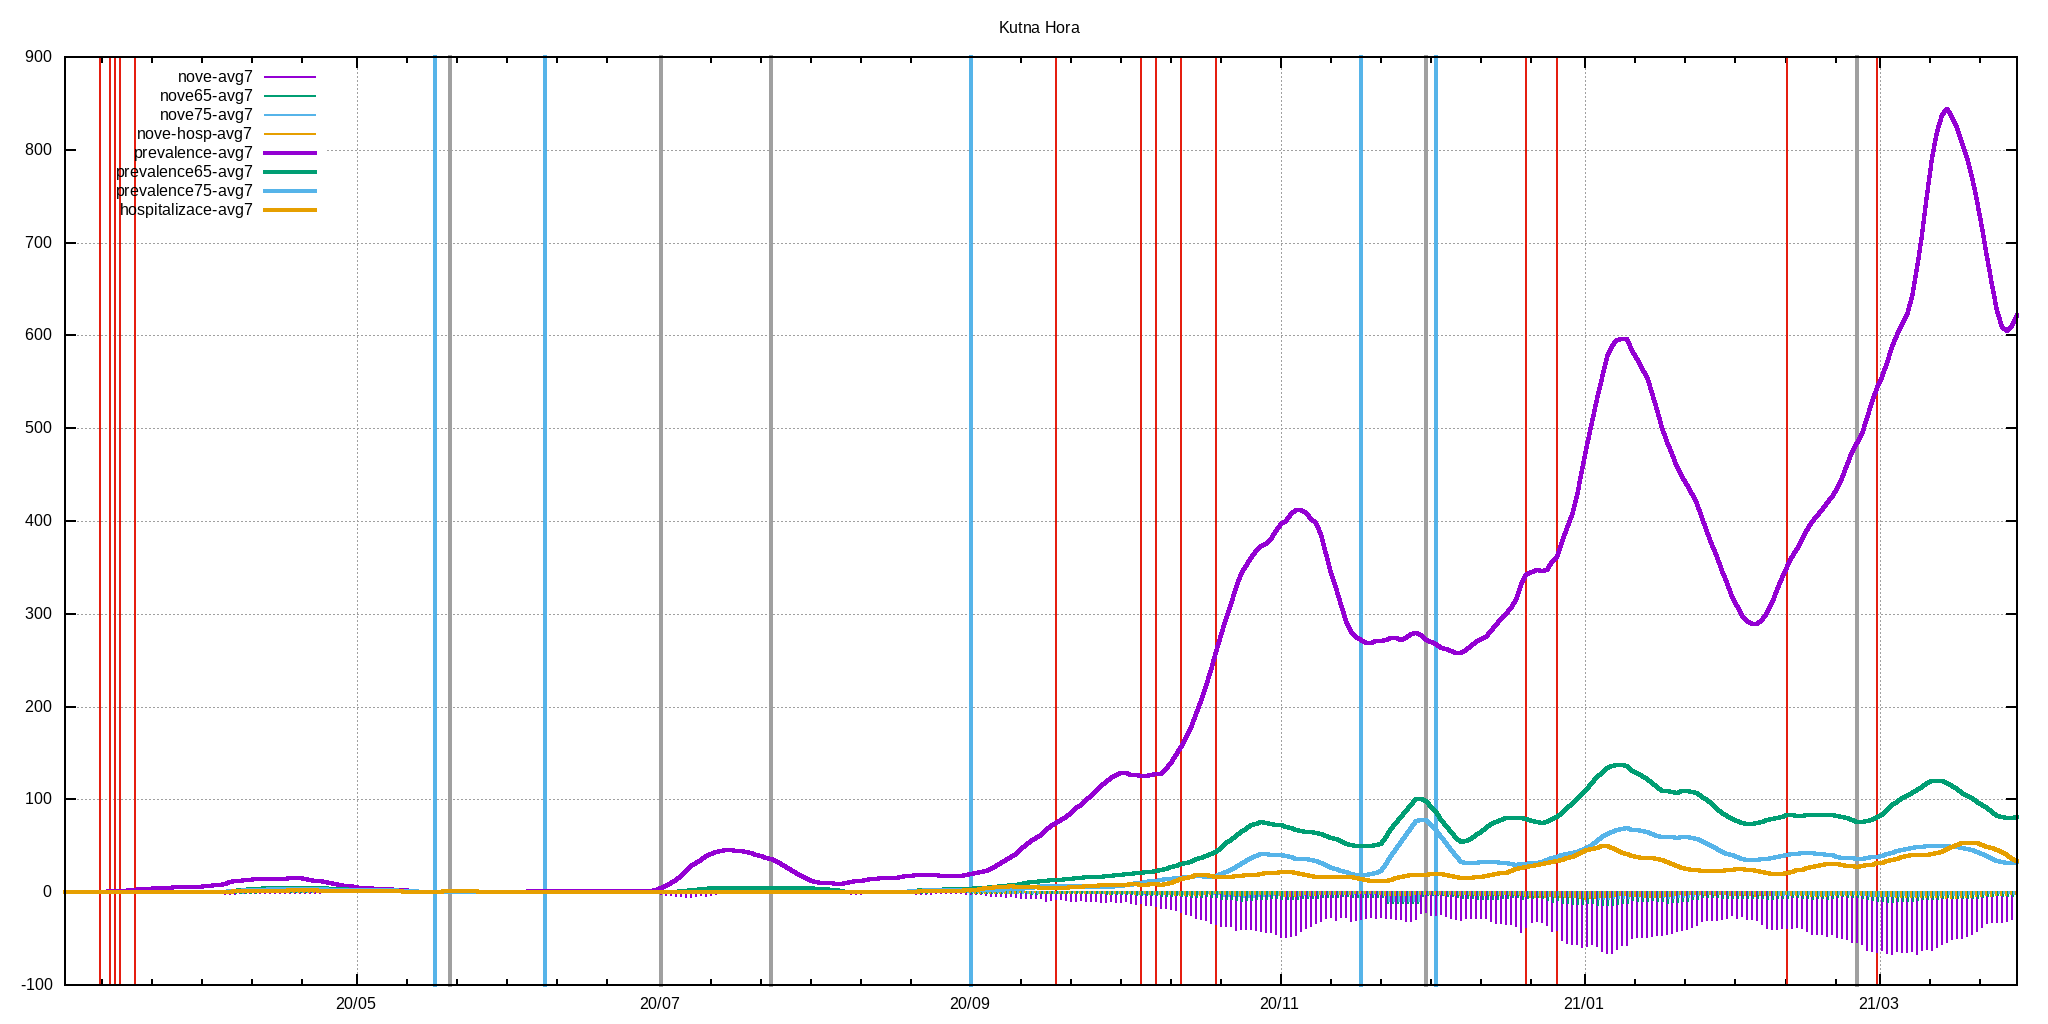 Kutna Hora
900
800
700
600
500
400
300
200
100
0
-100
nove-avg7
nove65-avg7
nove75-avg7
nove-hosp-avg7
prevalence-avg7
prevalence65-avg7
prevalence75-avg7
hospitalizace-avg7
20/05 20/07 20/09 20/11 21/01 21/03